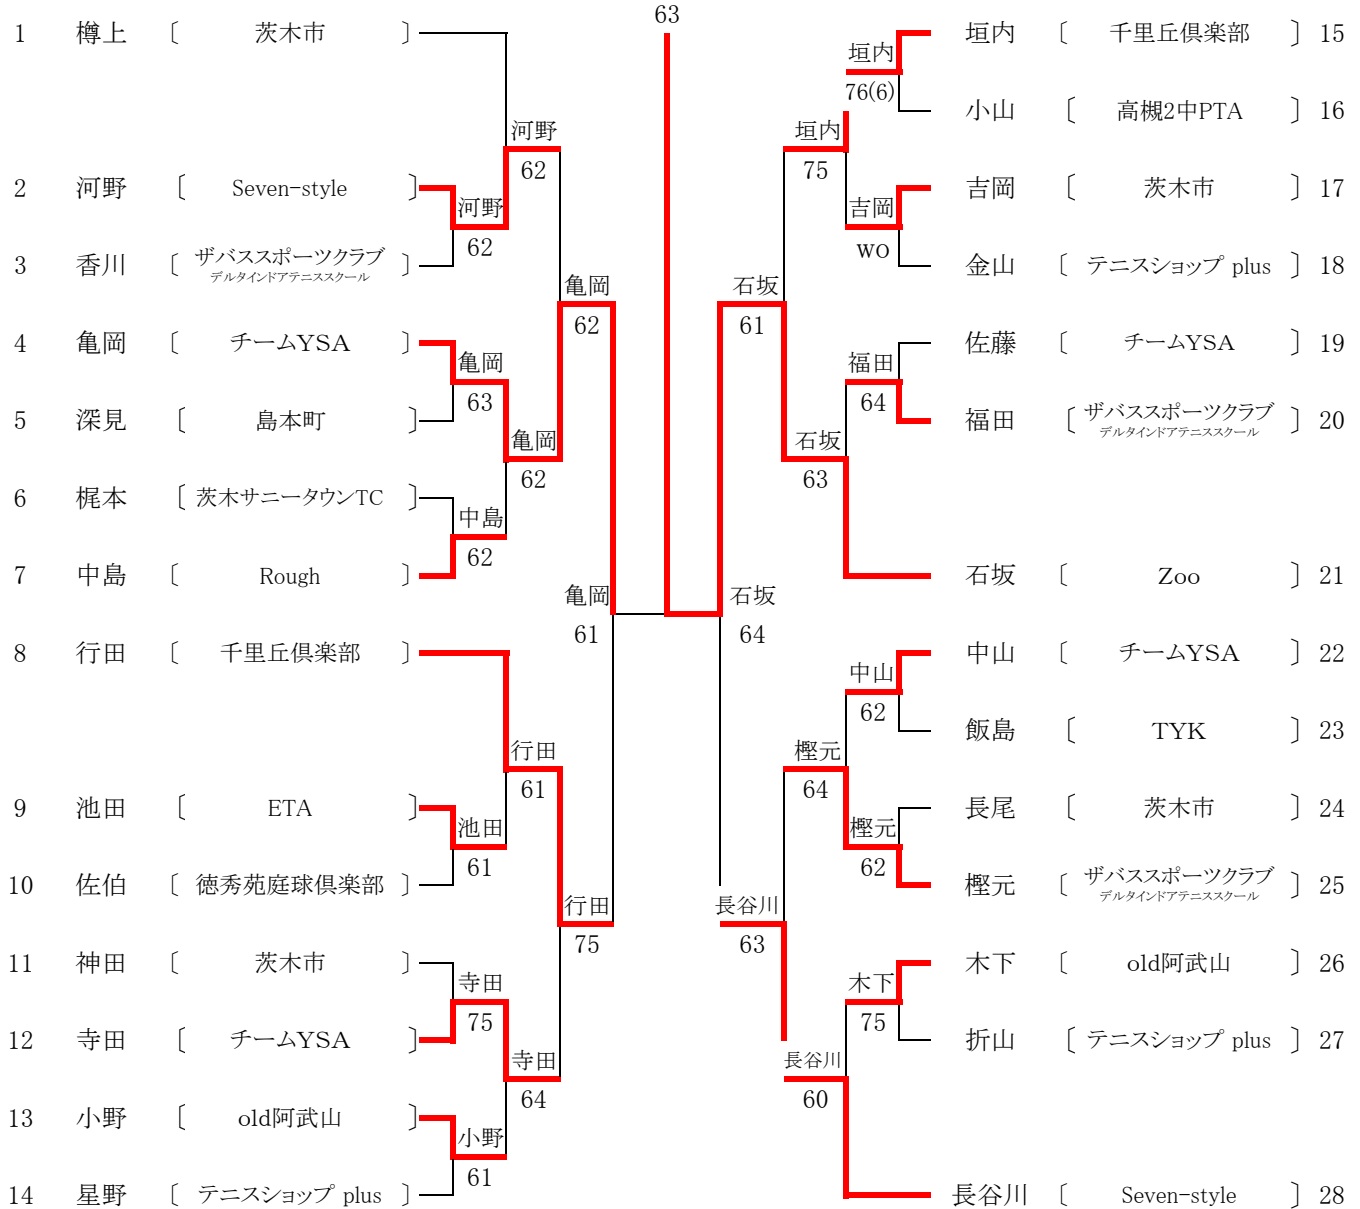 63
1 樽上 〔 茨木市 〕
垣内 〔 千里丘倶楽部 〕 15
垣内
76(6)
小山 〔 高槻2中PTA 〕 16
河野
62
垣内
75
2 河野 〔 Seven-style 〕
吉岡 〔 茨木市 〕 17
河野
62
吉岡
wo
3 香川 〔 ザバススポーツクラブ 〕
デルタインドアテニススクール
金山 〔 テニスショップ plus 〕 18
亀岡
62
石坂
61
4 亀岡 〔 チームYSA 〕
佐藤 〔 チームYSA 〕 19
亀岡
63
福田
64
5 深見 〔 島本町 〕
福田 〔 ザバススポーツクラブ 〕 20
デルタインドアテニススクール
亀岡
62
石坂
63
6 梶本 〔 茨木サニータウンTC 〕
中島
62
7 中島 〔 Rough 〕
石坂 〔 Zoo 〕 21
亀岡
61
石坂
64
8 行田 〔 千里丘倶楽部 〕
中山 〔 チームYSA 〕 22
中山
62
飯島 〔 TYK 〕 23
行田
61
樫元
64
9 池田 〔 ETA 〕
長尾 〔 茨木市 〕 24
池田
61
樫元
62
10 佐伯 〔 徳秀苑庭球倶楽部 〕
樫元 〔 ザバススポーツクラブ 〕 25
デルタインドアテニススクール
行田
75
長谷川
63
11 神田 〔 茨木市 〕
木下 〔 old阿武山 〕 26
寺田
75
木下
75
12 寺田 〔 チームYSA 〕
折山 〔 テニスショップ plus 〕 27
寺田
64
長谷川
60
13 小野 〔 old阿武山 〕
小野
61
14 星野 〔 テニスショップ plus 〕
長谷川 〔 Seven-style 〕 28